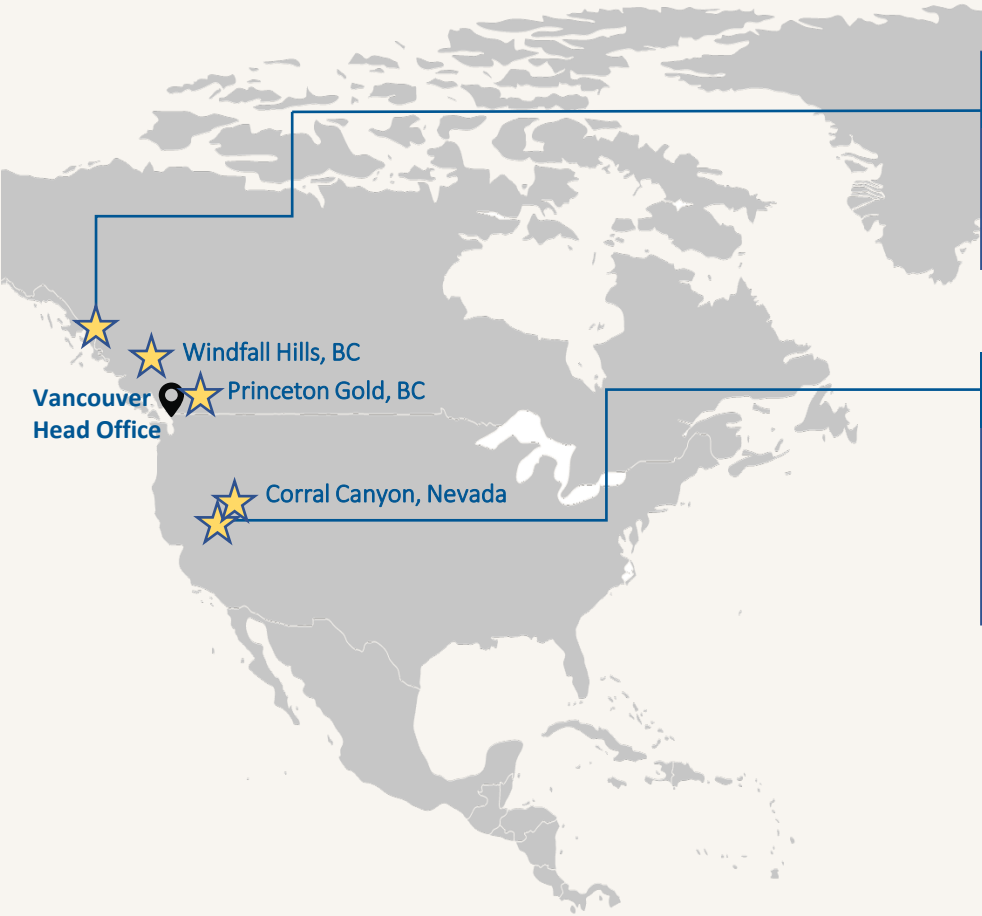 Windfall Hills, BC
Princeton Gold, BC
Vancouver
Head Office
Corral Canyon, Nevada